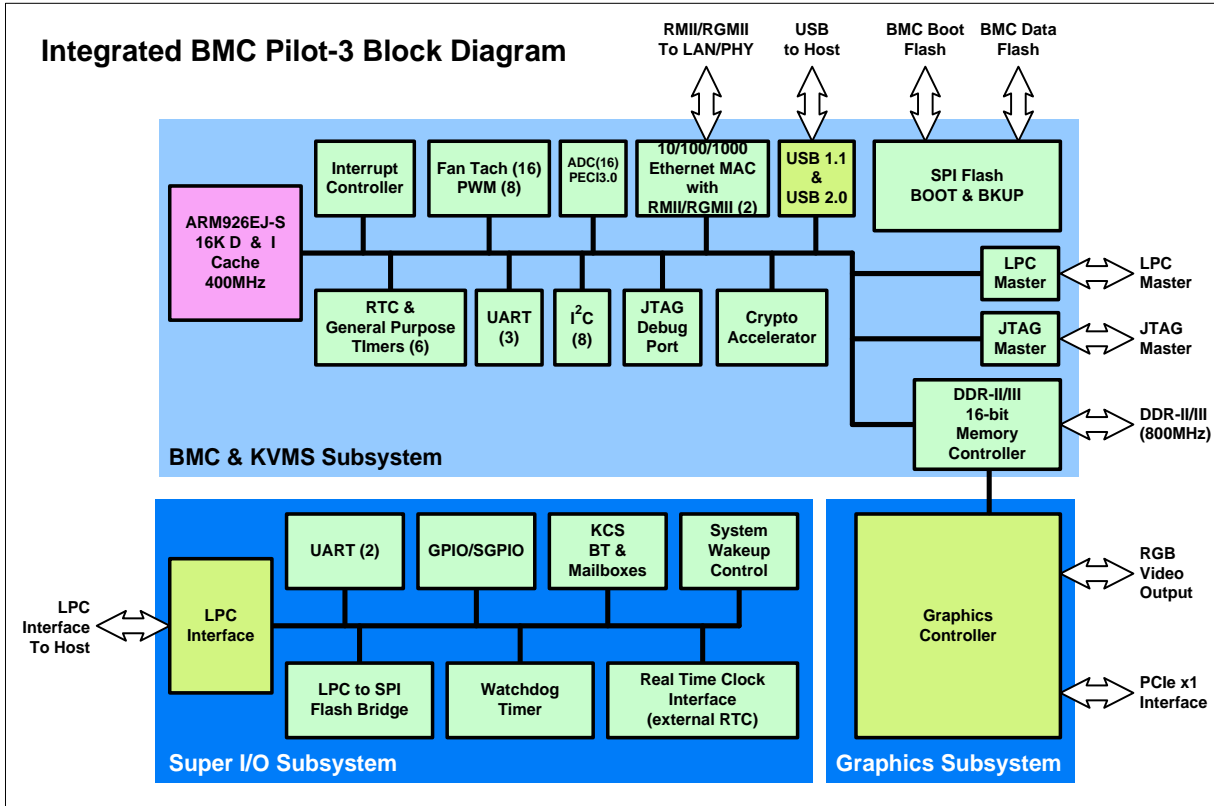 Integrated BMC Pilot-3 Block Diagram
RMII/RGMII
To LAN/PHY
USB
to Host
BMC Boot
Flash
BMC Data
Flash
Interrupt
Controller
Fan Tach (16)
PWM (8)
ADC(16)
PECI3.0
10/100/1000
Ethernet MAC
with
RMII/RGMII (2)
USB 1.1
&
USB 2.0
SPI Flash
BOOT & BKUP
ARM926EJ-S
16K D & I
Cache
400MHz
LPC
Master
LPC
Master
RTC &
General Purpose
TImers (6)
UART
(3)
I²C
(8)
JTAG
Debug
Port
Crypto
Accelerator
JTAG
Master
JTAG
Master
DDR-II/III
16-bit
Memory
Controller
DDR-II/III
(800MHz)
BMC & KVMS Subsystem
UART (2)
GPIO/SGPIO
KCS
BT &
Mailboxes
System
Wakeup
Control
LPC
Interface
To Host
LPC
Interface
LPC to SPI
Flash Bridge
Watchdog
Timer
Real Time Clock
Interface
(external RTC)
Super I/O Subsystem
Graphics
Controller
RGB
Video
Output
PCIe x1
Interface
Graphics Subsystem